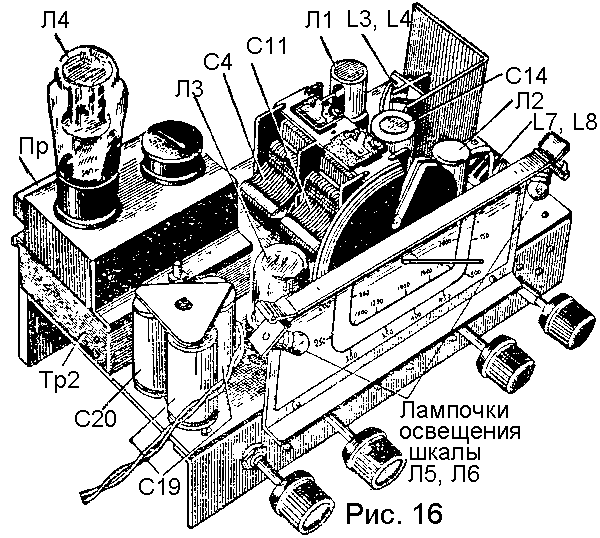 Л4
Л1
L3, L4
С11
С4
С14
Л3
Л2
Пр
L7, L8
Тр2
С20
Лампочки
освещения
шкалы
Л5, Л6
С19
Рис. 16